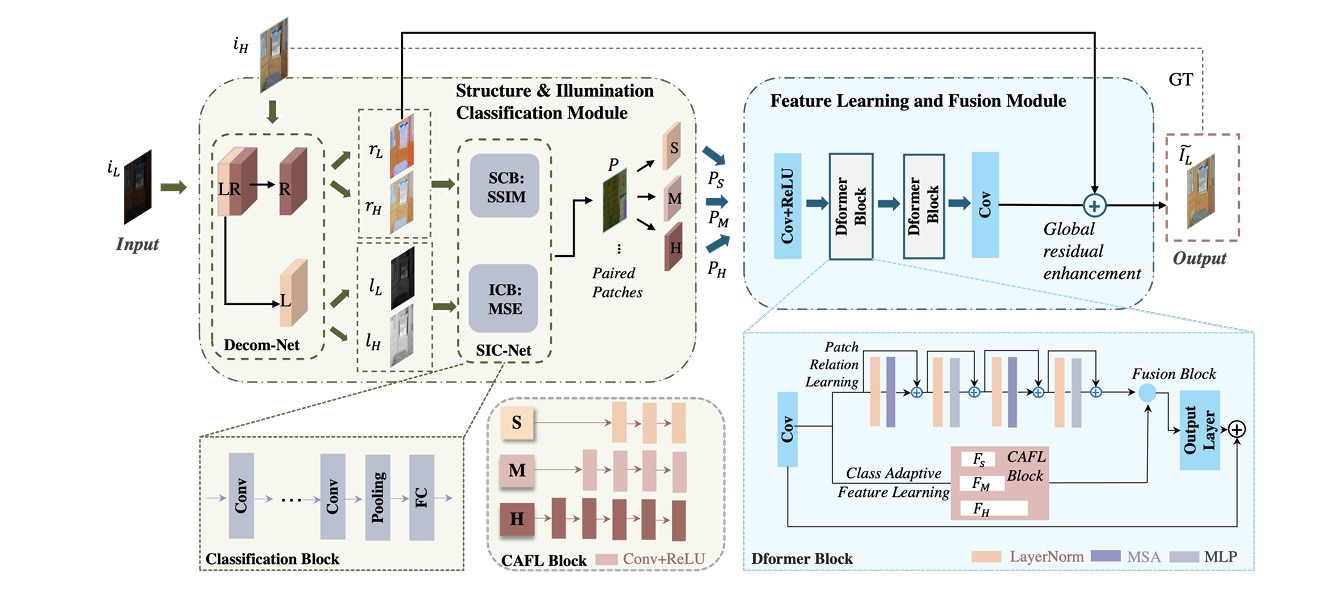 i_H
i_L
Input
Structure & Illumination
Classification Module
LR
R
L
Decom-Net
r_L
r_H
l_L
l_H
SCB:
SSIM
ICB:
MSE
SIC-Net
P
...
Paired
Patches
S
M
H
P_S
P_M
P_H
Feature Learning and Fusion Module
Cov+ReLU
Dformer
Block
Dformer
Block
Cov
Global
residual
enhancement
GT
Ĩ_L
Output
Conv
...
Conv
Pooling
FC
Classification Block
S
M
H
CAFL Block
Conv+ReLU
Patch
Relation
Learning
Cov
Class Adaptive
Feature Learning
F_S
F_M
F_H
CAFL
Block
Fusion Block
Output
Layer
Dformer Block
LayerNorm
MSA
MLP